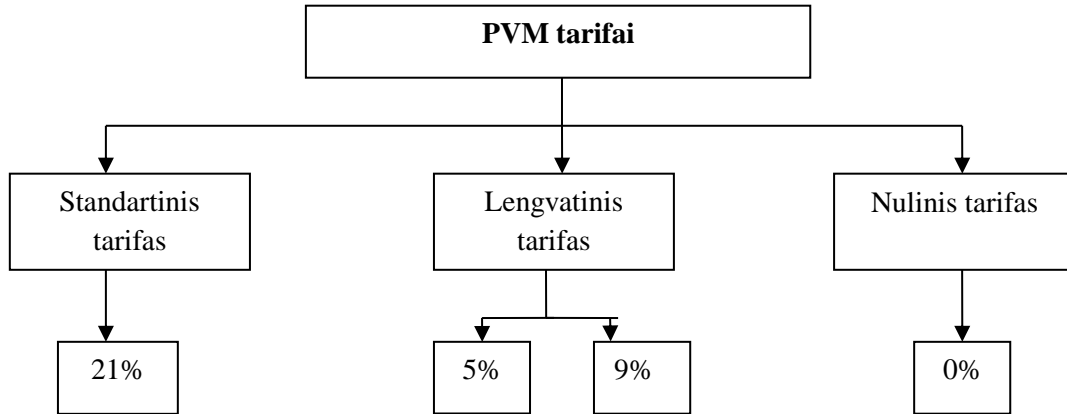 PVM tarifai
Standartinis
tarifas
Lengvatinis
tarifas
Nulinis tarifas
21%
5%
9%
0%